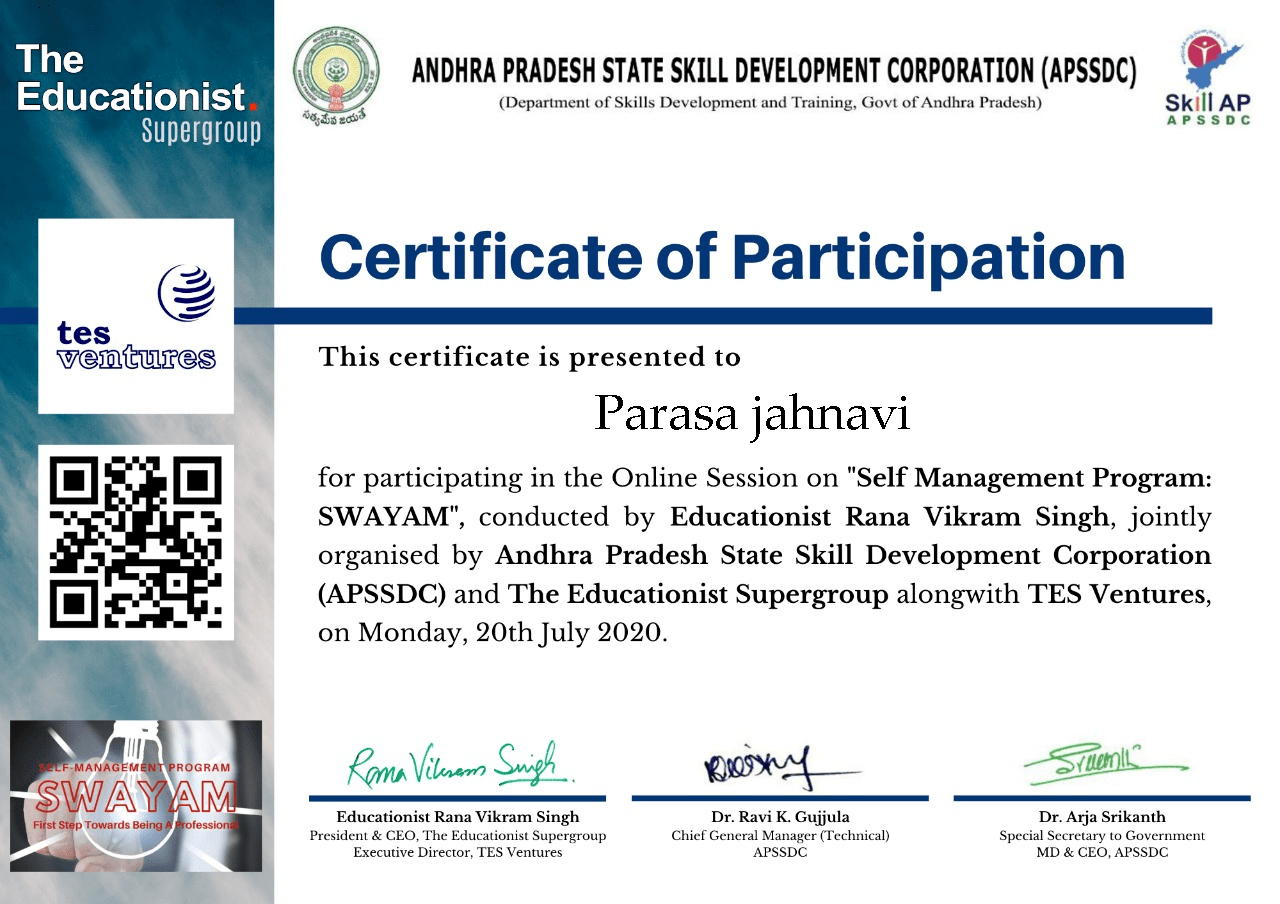 The
Educationist.
Supergroup
సత్యమేవ జయతే
ANDHRA PRADESH STATE SKILL DEVELOPMENT CORPORATION (APSSDC)
(Department of Skills Development and Training, Govt of Andhra Pradesh)
Skill AP
APSSDC
tes
ventures
Certificate of Participation
This certificate is presented to
Parasa jahnavi
for participating in the Online Session on "Self Management Program:
SWAYAM", conducted by Educationist Rana Vikram Singh, jointly
organised by Andhra Pradesh State Skill Development Corporation
(APSSDC) and The Educationist Supergroup alongwith TES Ventures,
on Monday, 20th July 2020.
SELF-MANAGEMENT PROGRAM
SWAYAM
First Step Towards Being A Professional
Rana Vikram Singh
Educationist Rana Vikram Singh
President & CEO, The Educationist Supergroup
Executive Director, TES Ventures
Dr. Ravi K. Gujjula
Chief General Manager (Technical)
APSSDC
Dr. Arja Srikanth
Special Secretary to Government
MD & CEO, APSSDC